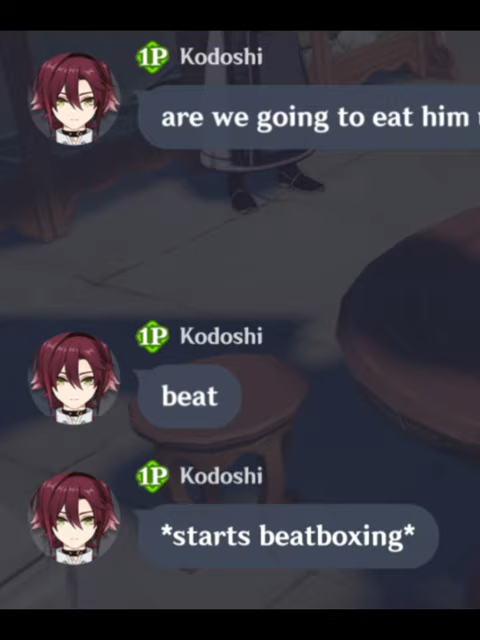 1P Kodoshi
are we going to eat him
1P Kodoshi
beat
1P Kodoshi
*starts beatboxing*